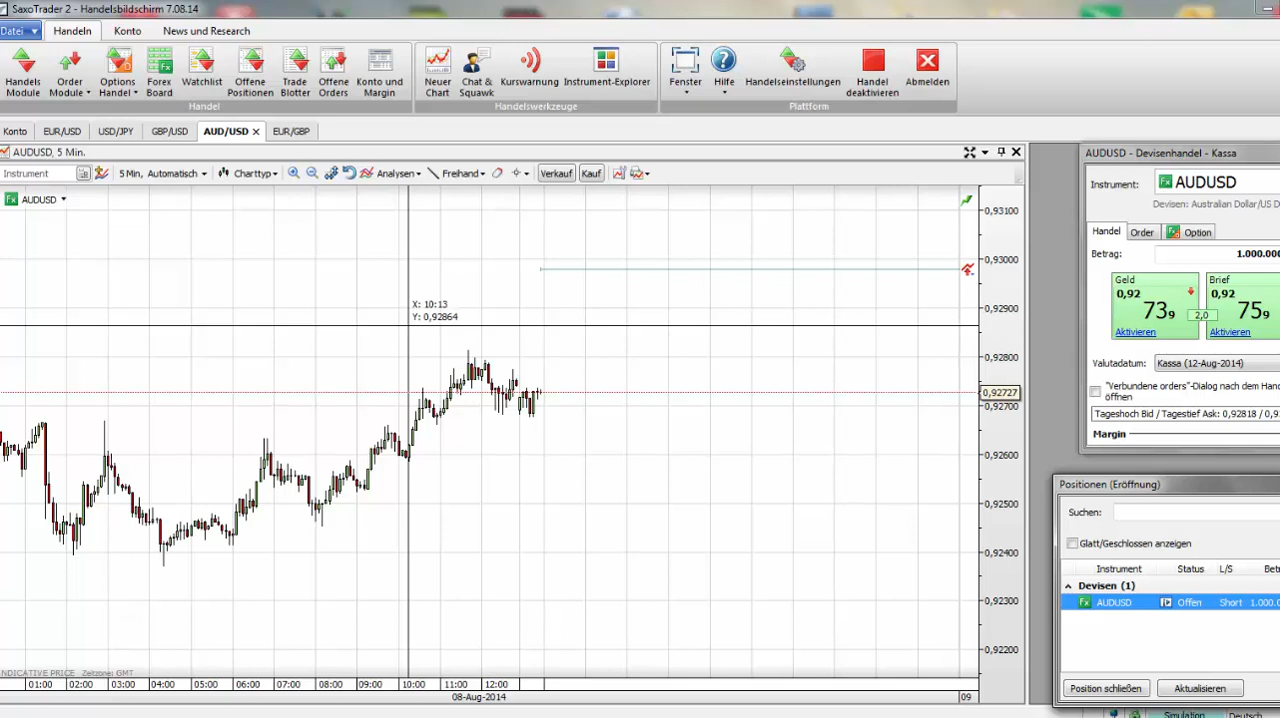 SaxoTrader 2 - Handelsbildschirm 7.08.14
Datei Handeln Konto News und Research
Handels Module
Order Module
Options Handel
Forex Board
Watchlist
Offene Positionen
Trade Blotter
Offene Orders
Konto und Margin
Neuer Chart
Chat & Squawk
Kurswarnung
Instrument-Explorer
Fenster
Hilfe
Handelseinstellungen
Handel deaktivieren
Abmelden
Handel Handelswerkzeuge Plattform
Konto EUR/USD USD/JPY GBP/USD AUD/USD EUR/GBP
AUDUSD, 5 Min.
Instrument 5 Min, Automatisch Charttyp Analysen Freihand Verkauf Kauf
AUDUSD
X: 10:13
Y: 0,92864
0,93100
0,93000
0,92900
0,92800
0,92727
0,92700
0,92600
0,92500
0,92400
0,92300
0,92200
NDICATIVE PRICE Zeitzone: GMT
01:00 02:00 03:00 04:00 05:00 06:00 07:00 08:00 09:00 10:00 11:00 12:00
08-Aug-2014 09
AUDUSD - Devisenhandel - Kassa
Instrument: Fx AUDUSD
Devisen: Australian Dollar/US D
Handel Order Option
Betrag: 1.000.000
Geld Brief
0,92 0,92
73₉ 2,0 75₉
Aktivieren Aktivieren
Valutadatum: Kassa (12-Aug-2014)
"Verbundene orders"-Dialog nach dem Hand
öffnen
Tageshoch Bid / Tagestief Ask: 0,92818 / 0,9
Margin
Positionen (Eröffnung)
Suchen:
Glatt/Geschlossen anzeigen
Instrument Status L/S Betr
Devisen (1)
Fx AUDUSD Offen Short 1.000.0
Position schließen Aktualisieren
Simulation Deutsch